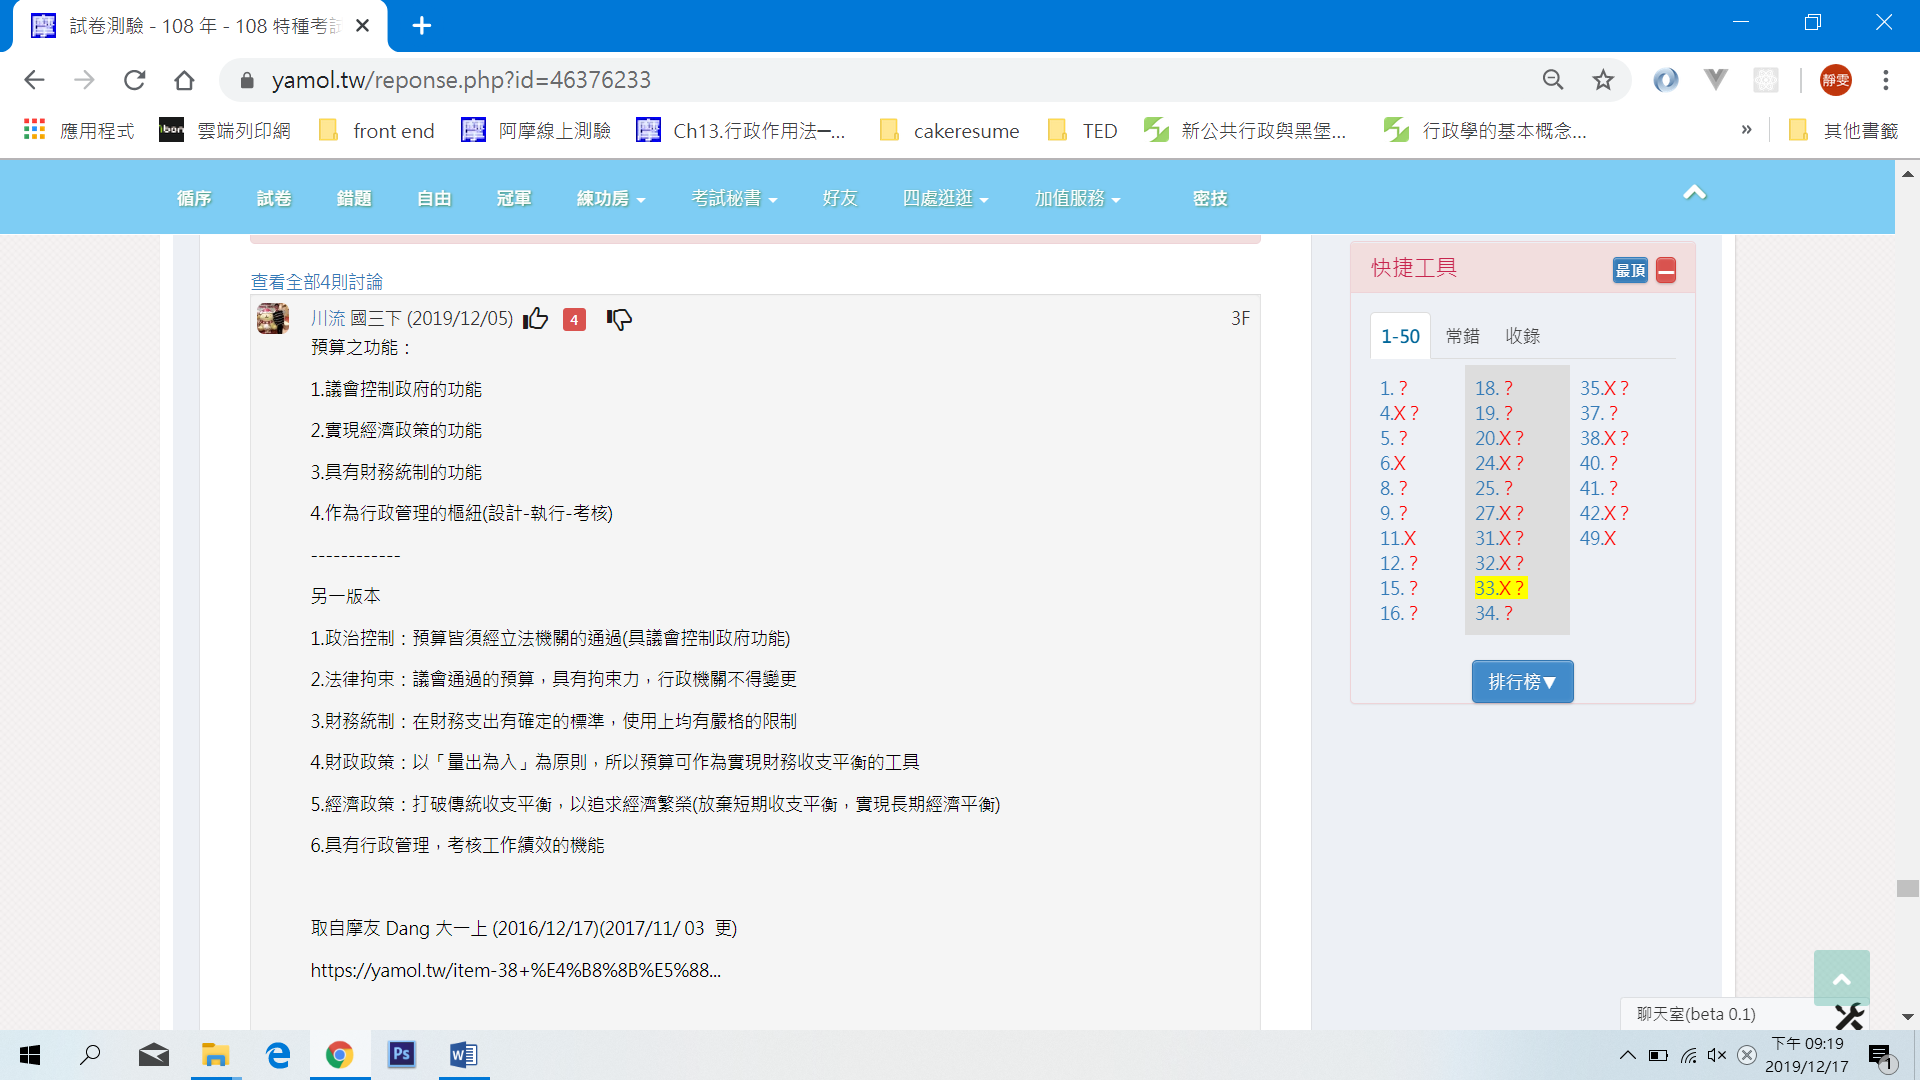 試卷測驗 - 108 年 - 108 特種考試
yamol.tw/reponse.php?id=46376233
靜雯
應用程式
ibon
雲端列印網
front end
阿摩線上測驗
Ch13.行政作用法—...
cakeresume
TED
新公共行政與黑堡...
行政學的基本概念...
»
其他書籤
循序
試卷
錯題
自由
冠軍
練功房
考試秘書
好友
四處逛逛
加值服務
密技
查看全部4則討論
川流 國三下 (2019/12/05)
4
3F
預算之功能：
1.議會控制政府的功能
2.實現經濟政策的功能
3.具有財務統制的功能
4.作為行政管理的樞紐(設計-執行-考核)
------------
另一版本
1.政治控制：預算皆須經立法機關的通過(具議會控制政府功能)
2.法律拘束：議會通過的預算，具有拘束力，行政機關不得變更
3.財務統制：在財務支出有確定的標準，使用上均有嚴格的限制
4.財政政策：以「量出為入」為原則，所以預算可作為實現財務收支平衡的工具
5.經濟政策：打破傳統收支平衡，以追求經濟繁榮(放棄短期收支平衡，實現長期經濟平衡)
6.具有行政管理，考核工作績效的機能
取自摩友 Dang 大一上 (2016/12/17)(2017/11/ 03 更)
https://yamol.tw/item-38+%E4%B8%8B%E5%88...
快捷工具
最頂
1-50
常錯
收錄
1. ?
4.X ?
5. ?
6.X
8. ?
9. ?
11.X
12. ?
15. ?
16. ?
18. ?
19. ?
20.X ?
24.X ?
25. ?
27.X ?
31.X ?
32.X ?
33.X ?
34. ?
35.X ?
37. ?
38.X ?
40. ?
41. ?
42.X ?
49.X
排行榜▼
聊天室(beta 0.1)
Ps
下午 09:19
2019/12/17
1